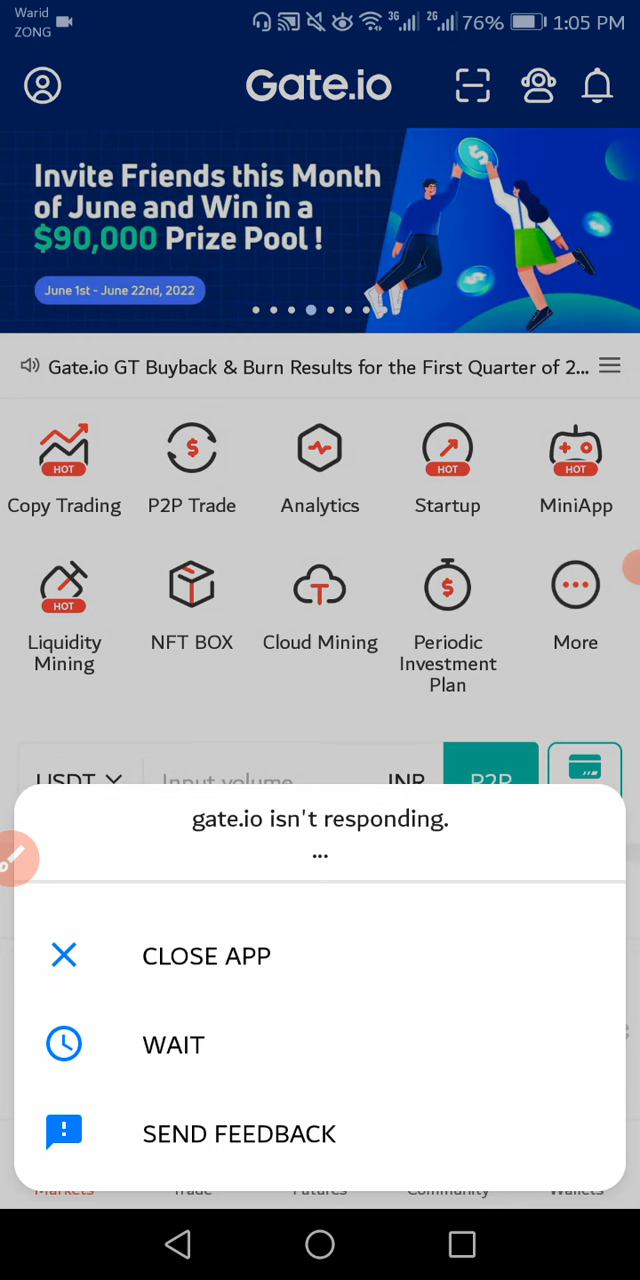 Warid
ZONG
3G 2G 76% 1:05 PM
Gate.io
Invite Friends this Month
of June and Win in a
$90,000 Prize Pool !
June 1st - June 22nd, 2022
Gate.io GT Buyback & Burn Results for the First Quarter of 2...
HOT HOT HOT
Copy Trading P2P Trade Analytics Startup MiniApp
HOT
Liquidity Mining NFT BOX Cloud Mining Periodic Investment Plan More
USDT Input volume INR P2P
gate.io isn't responding.
...
CLOSE APP
WAIT
SEND FEEDBACK
Markets Trade Futures Community Wallets